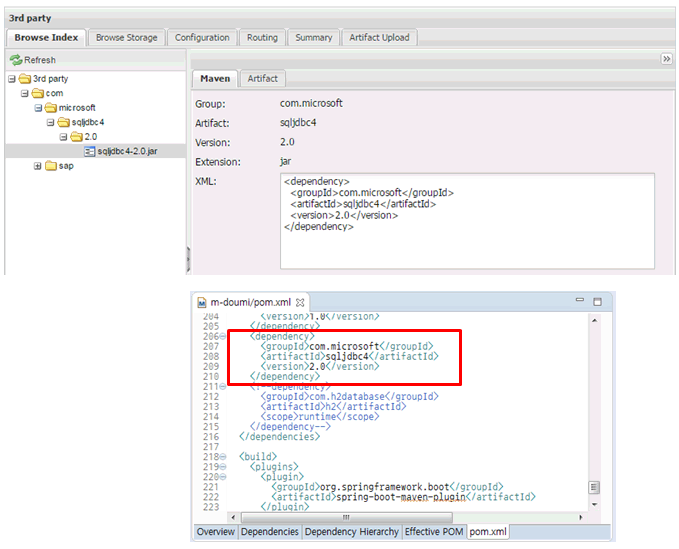 3rd party
Browse Index Browse Storage Configuration Routing Summary Artifact Upload
Refresh
3rd party
com
microsoft
sqljdbc4
2.0
sqljdbc4-2.0.jar
sap
Maven Artifact
Group: com.microsoft
Artifact: sqljdbc4
Version: 2.0
Extension: jar
XML:
<dependency>
<groupId>com.microsoft</groupId>
<artifactId>sqljdbc4</artifactId>
<version>2.0</version>
</dependency>
m-doumi/pom.xml
204 <version>1.0</version>
205 </dependency>
206 <dependency>
207 <groupId>com.microsoft</groupId>
208 <artifactId>sqljdbc4</artifactId>
209 <version>2.0</version>
210 </dependency>
211 <!--dependency>
212 <groupId>com.h2database</groupId>
213 <artifactId>h2</artifactId>
214 <scope>runtime</scope>
215 </dependency-->
216 </dependencies>
217
218 <build>
219 <plugins>
220 <plugin>
221 <groupId>org.springframework.boot</groupId>
222 <artifactId>spring-boot-maven-plugin</artifactId>
223 </plugin>
Overview Dependencies Dependency Hierarchy Effective POM pom.xml